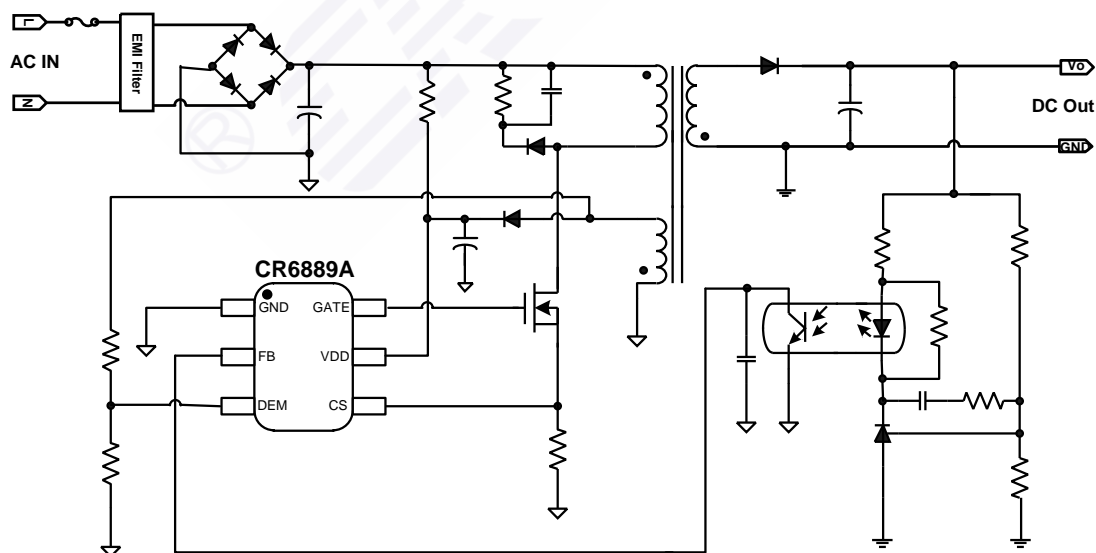 L
AC IN
EMI Filter
N
Vo
DC Out
GND
CR6889A
GND
GATE
FB
VDD
DEM
CS
®